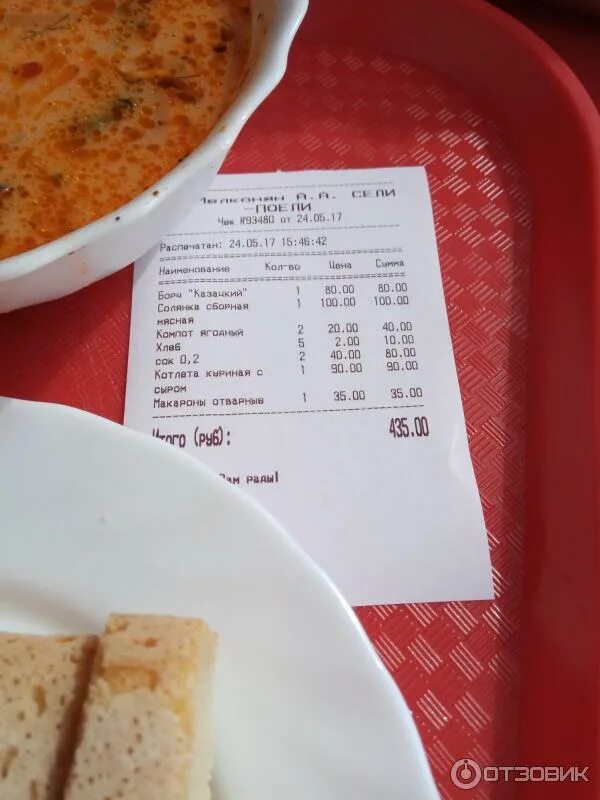 Мелконян А.А. СЕЛИ
-ПОЕЛИ
Чек №93480 от 24.05.17
Распечатан: 24.05.17 15:46:42
Наименование Кол-во Цена Сумма
Борч "Казацкий" 1 80.00 80.00
Солянка сборная 1 100.00 100.00
мясная
Компот ягодный 2 20.00 40.00
Хлеб 5 2.00 10.00
сок 0,2 2 40.00 80.00
Котлета куриная с 1 90.00 90.00
сыром
Макароны отварные 1 35.00 35.00
Итого (руб): 435.00
Вам рады!
ОТЗОВИК